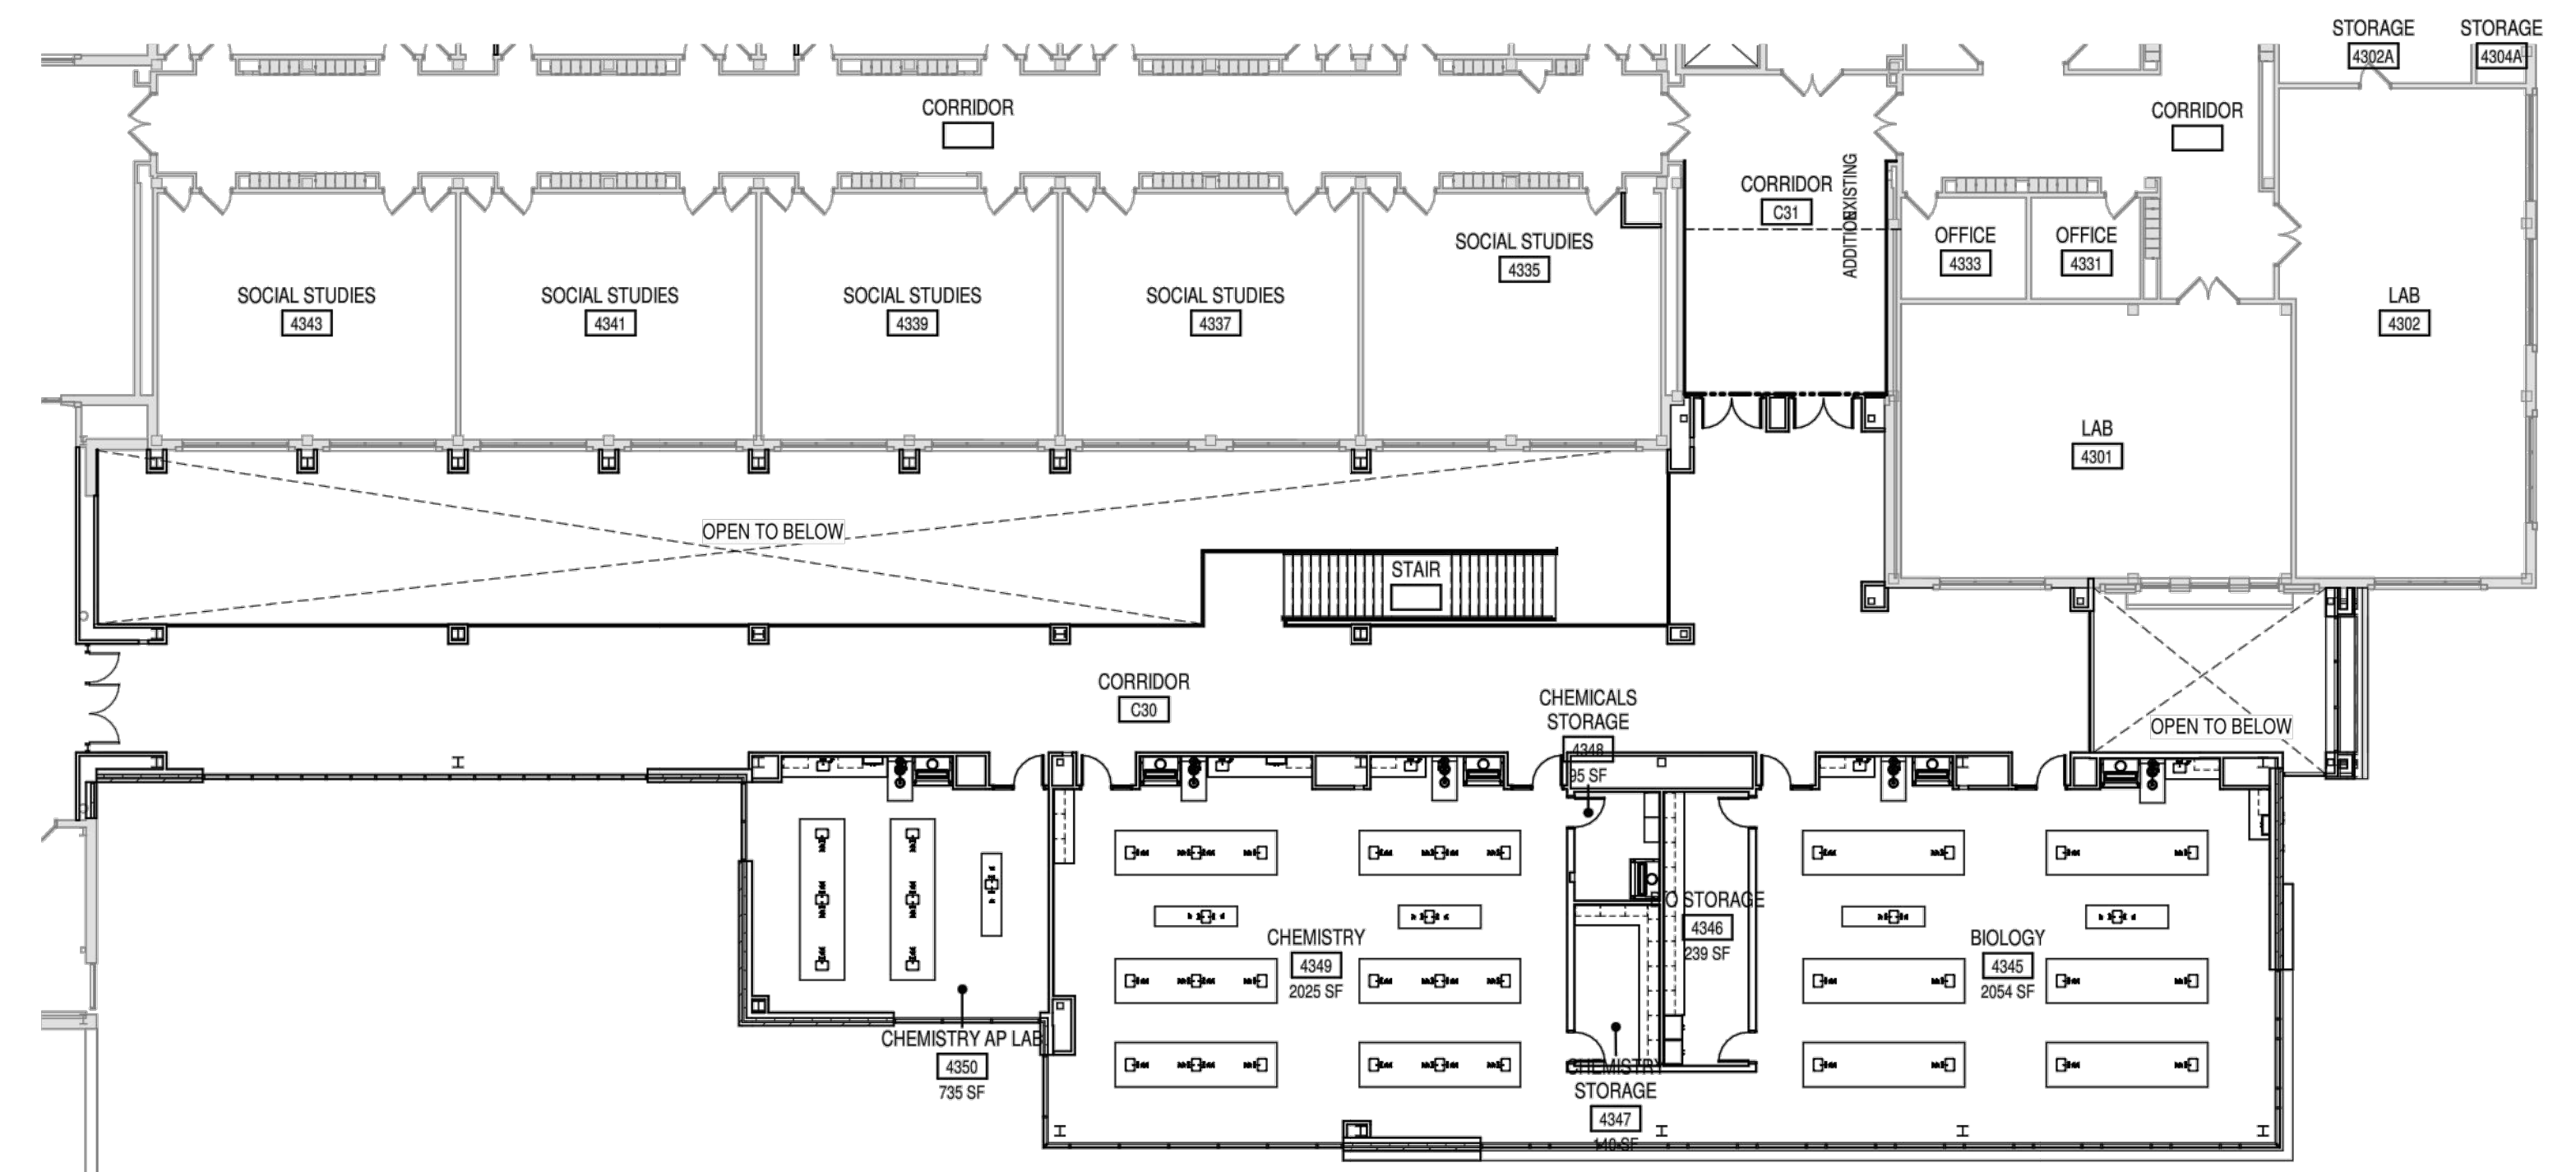 STORAGE
4302A
STORAGE
4304A
CORRIDOR
CORRIDOR
CORRIDOR
C31
EXISTING
ADDITION
OFFICE
4333
OFFICE
4331
SOCIAL STUDIES
4343
SOCIAL STUDIES
4341
SOCIAL STUDIES
4339
SOCIAL STUDIES
4337
SOCIAL STUDIES
4335
LAB
4302
LAB
4301
OPEN TO BELOW
STAIR
CORRIDOR
C30
CHEMICALS
STORAGE
4348
95 SF
OPEN TO BELOW
STORAGE
4346
239 SF
CHEMISTRY
4349
2025 SF
BIOLOGY
4345
2054 SF
CHEMISTRY AP LAB
4350
735 SF
CHEMISTRY
STORAGE
4347